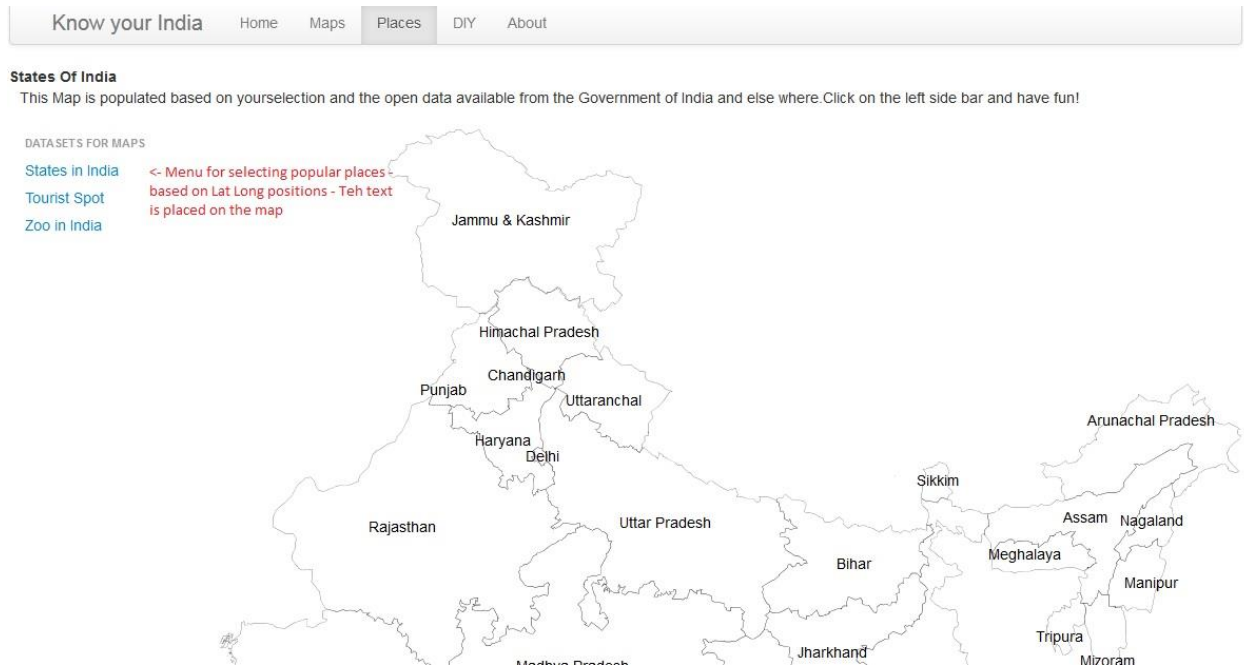 Know your India Home Maps Places DIY About
States Of India
This Map is populated based on yourselection and the open data available from the Government of India and else where.Click on the left side bar and have fun!
DATASETS FOR MAPS
States in India
Tourist Spot
Zoo in India
<- Menu for selecting popular places -
based on Lat Long positions - Teh text
is placed on the map
Jammu & Kashmir
Himachal Pradesh
Chandigarh
Punjab
Uttaranchal
Arunachal Pradesh
Haryana
Delhi
Sikkim
Rajasthan
Uttar Pradesh
Assam
Nagaland
Meghalaya
Bihar
Manipur
Tripura
Jharkhand
Mizoram
Madhya Pradesh